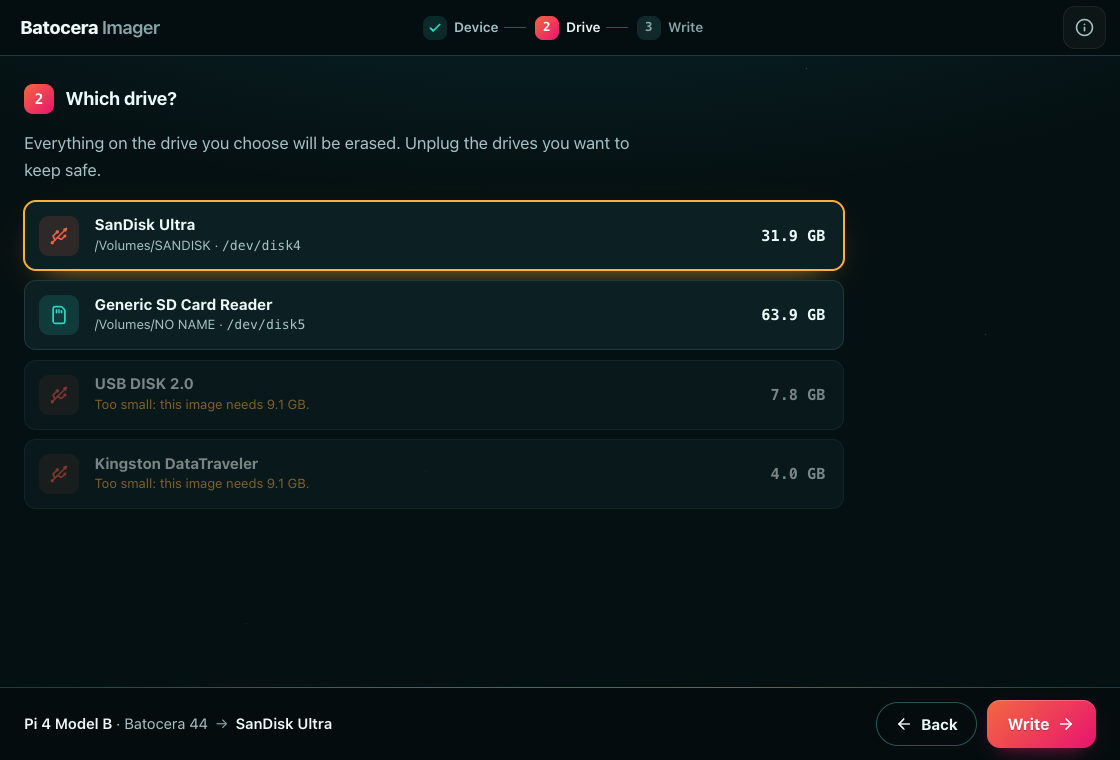 Batocera Imager
Device
2 Drive
3 Write
2 Which drive?
Everything on the drive you choose will be erased. Unplug the drives you want to
keep safe.
SanDisk Ultra
/Volumes/SANDISK · /dev/disk4
31.9 GB
Generic SD Card Reader
/Volumes/NO NAME · /dev/disk5
63.9 GB
USB DISK 2.0
Too small: this image needs 9.1 GB.
7.8 GB
Kingston DataTraveler
Too small: this image needs 9.1 GB.
4.0 GB
Pi 4 Model B · Batocera 44 → SanDisk Ultra
← Back
Write →